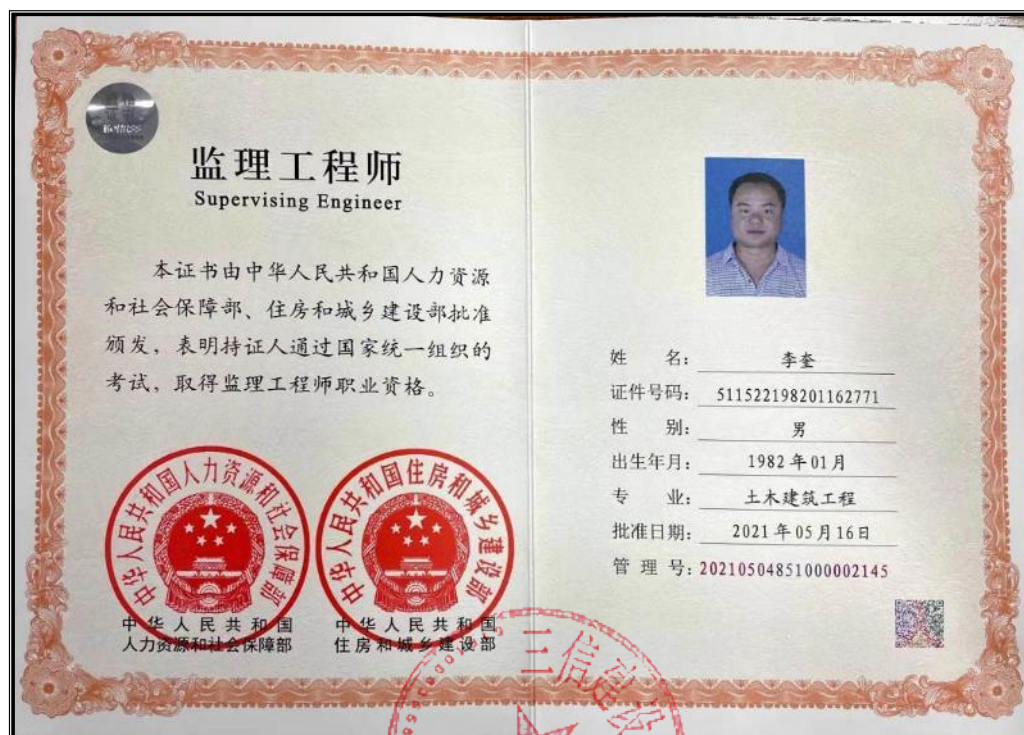 监理工程师
Supervising Engineer
本证书由中华人民共和国人力资源
和社会保障部、住房和城乡建设部批准
颁发，表明持证人通过国家统一组织的
考试，取得监理工程师职业资格。
中华人民共和国人力资源和社会保障部
中华人民共和国住房和城乡建设部
中华人民共和国
人力资源和社会保障部
中华人民共和国
住房和城乡建设部
姓 名： 李奎
证件号码： 511522198201162771
性 别： 男
出生年月： 1982年01月
专 业： 土木建筑工程
批准日期： 2021年05月16日
管 理 号：20210504851000002145
三信建